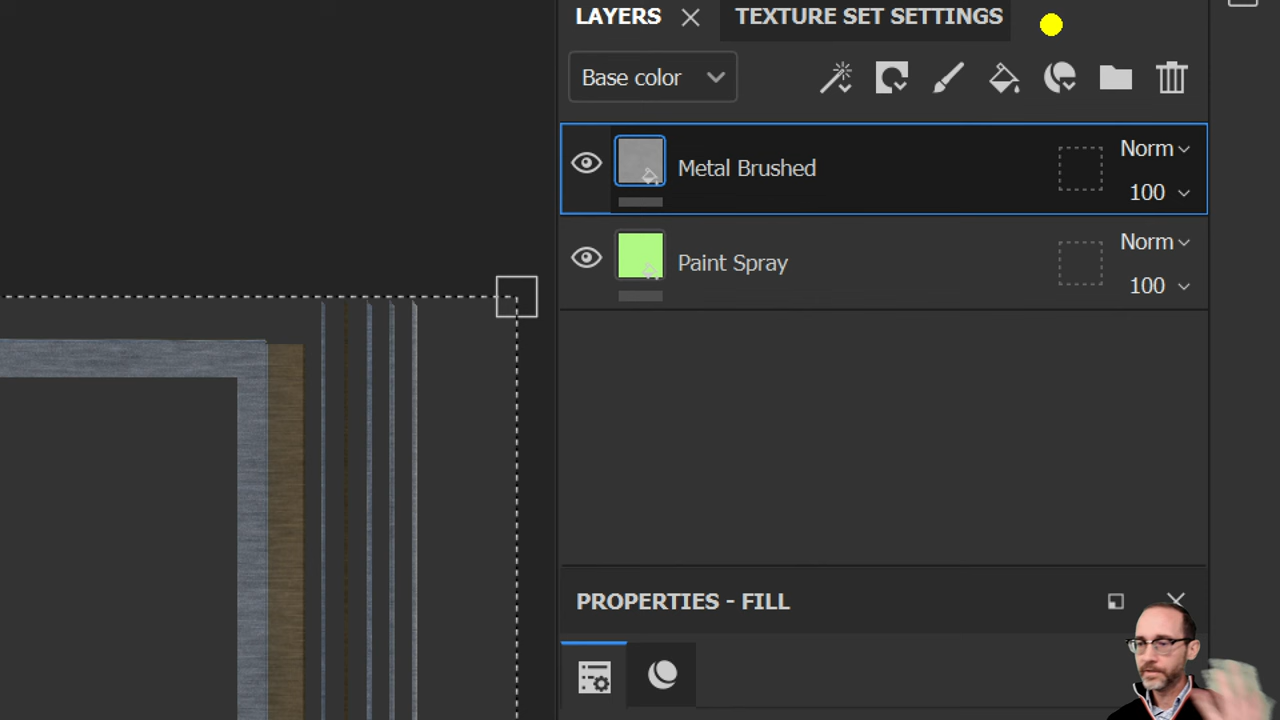 LAYERS
TEXTURE SET SETTINGS
Base color
Metal Brushed
Norm
100
Paint Spray
Norm
100
PROPERTIES - FILL